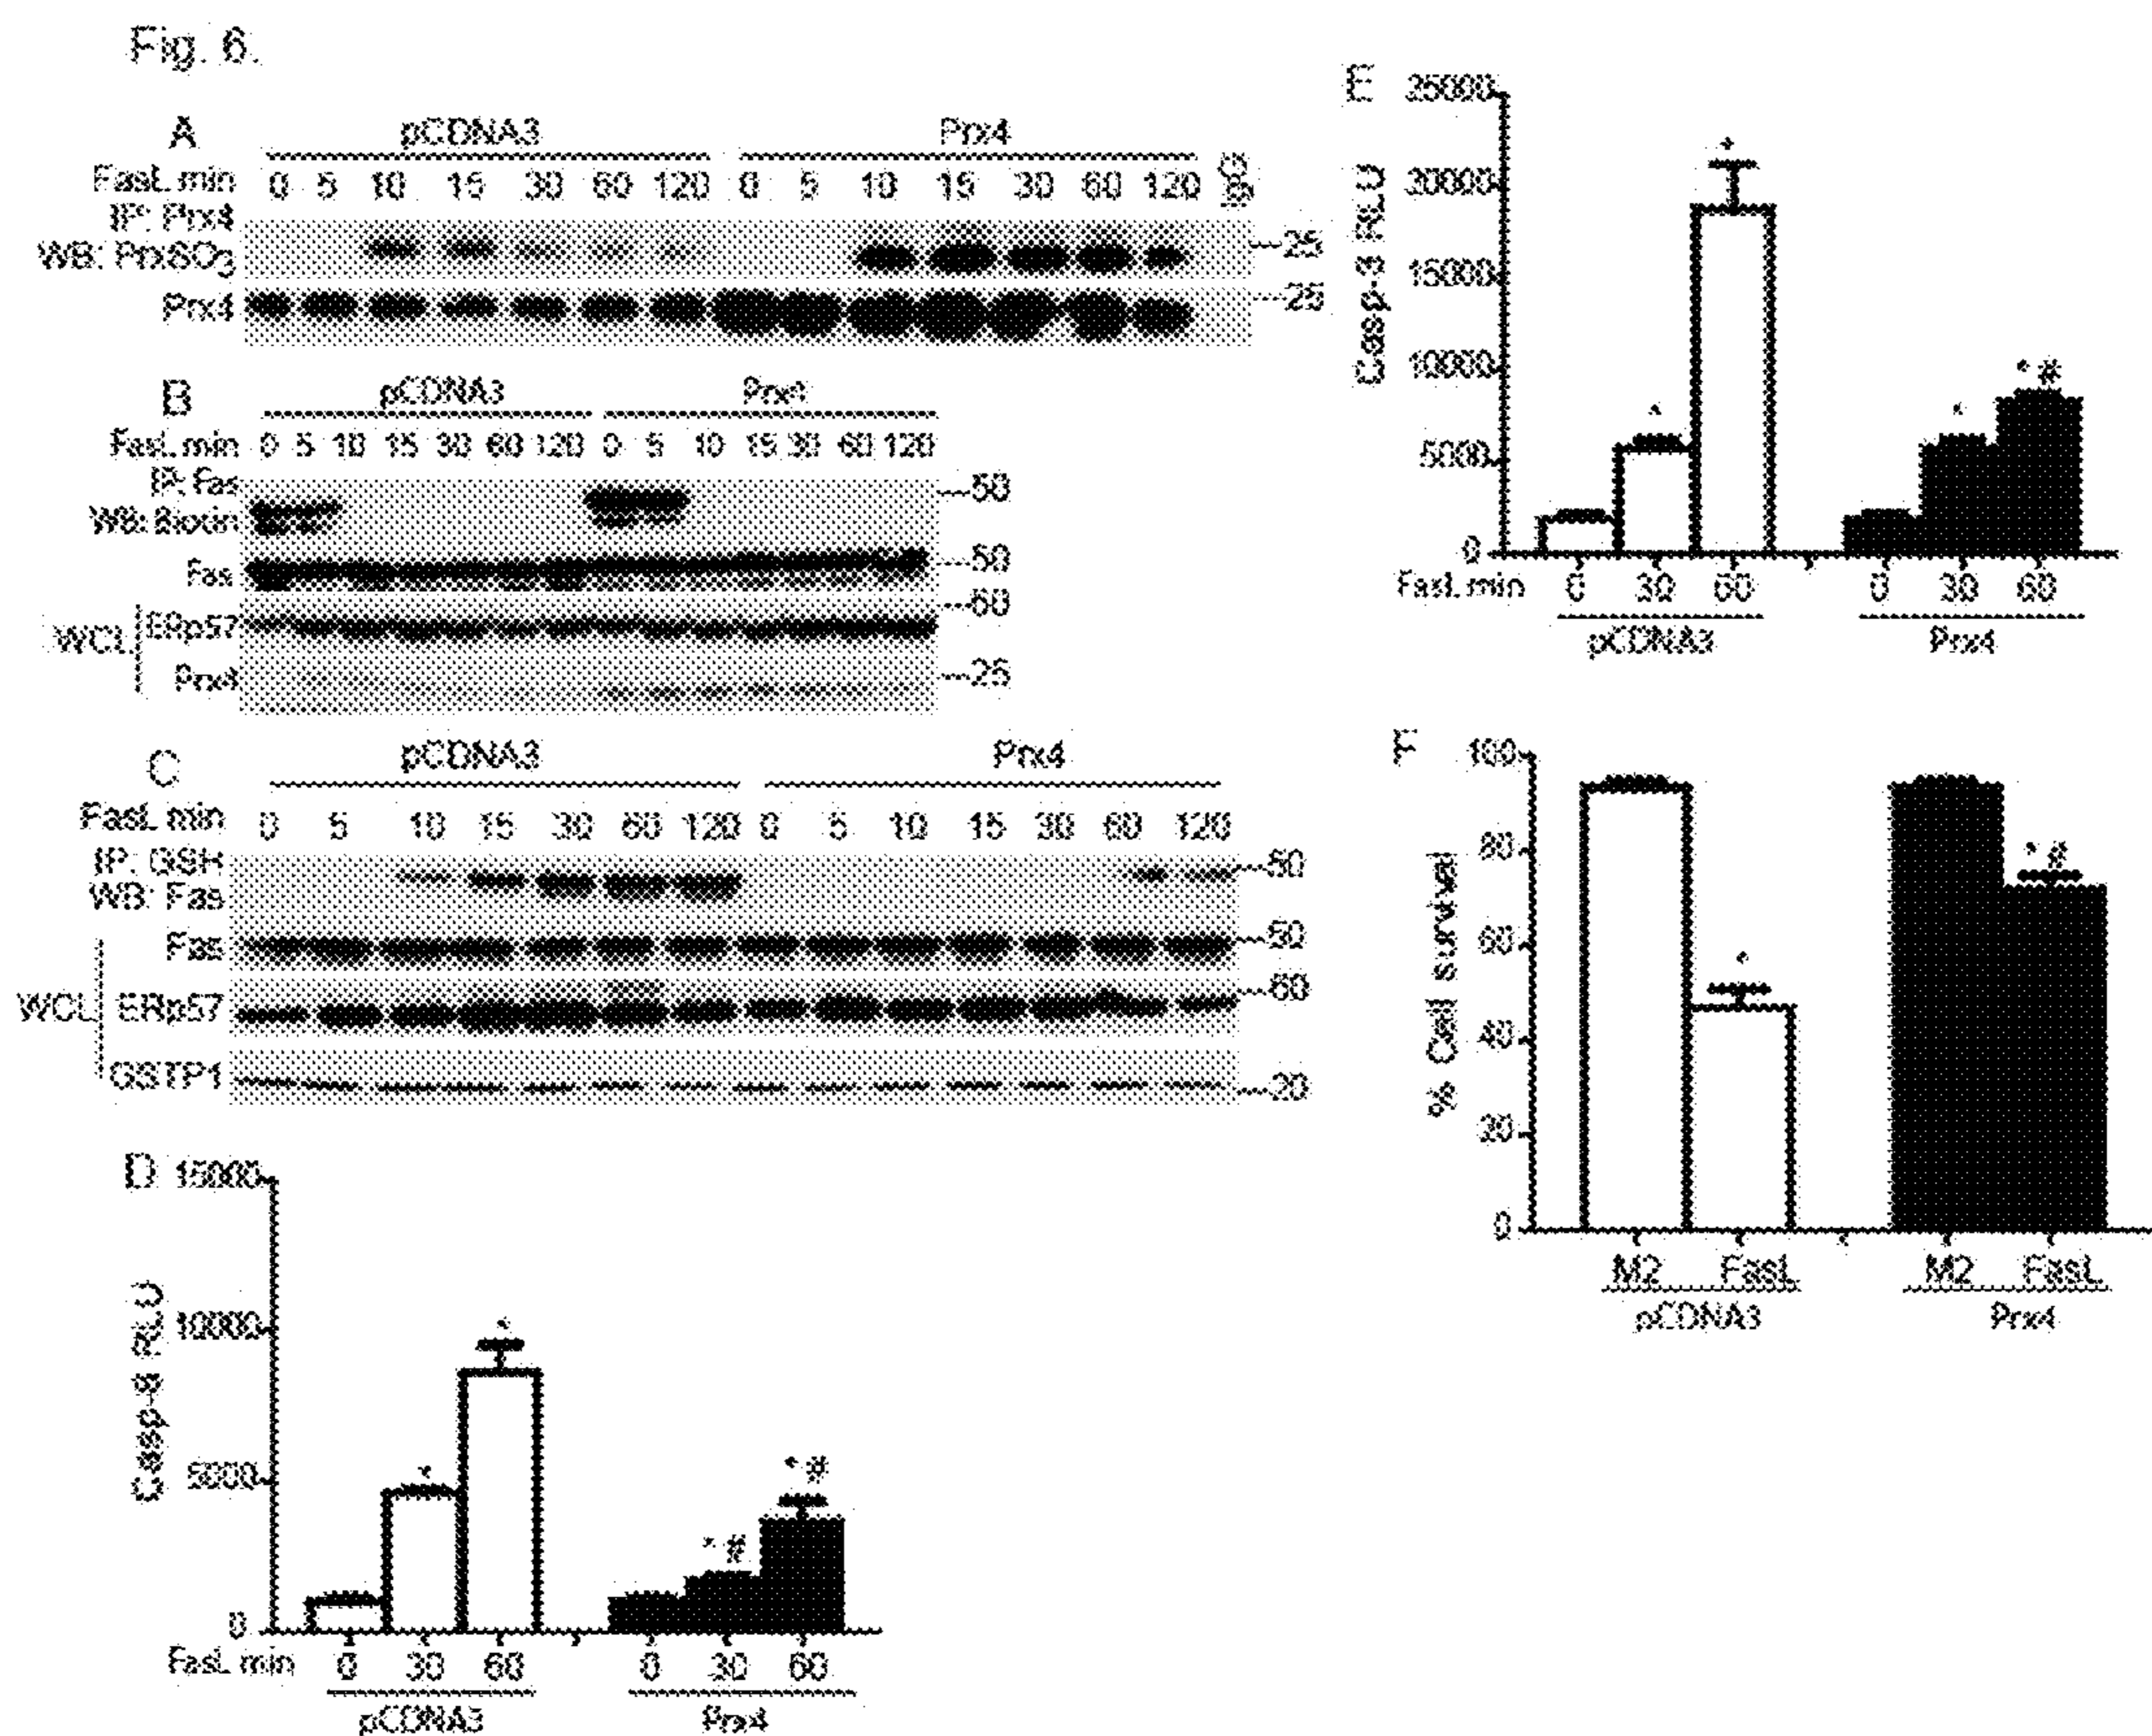 Fig. 6.
A
pCDNA3 Prx4
FasL min 0 5 10 15 30 60 120 0 5 10 15 30 60 120 IgG
IP: Prx4
WB: PrxSO3 25
Prx4 25
B
pCDNA3 Prx4
FasL min 0 5 10 15 30 60 120 0 5 10 15 30 60 120
IP: Fas 50
WB: Biotin
Fas 50
60
WCL ERp57
Prx4 25
C
pCDNA3 Prx4
FasL min 0 5 10 15 30 60 120 0 5 10 15 30 60 120
IP: GSH 50
WB: Fas
Fas 50
WCL ERp57 60
GSTP1 20
D
Casp-8 RLU
15000
10000
5000
0
* * * # * #
FasL min 0 30 60 0 30 60
pCDNA3 Prx4
E
Casp-3 RLU
25000
20000
15000
10000
5000
0
* * * * #
FasL min 0 30 60 0 30 60
pCDNA3 Prx4
F
% Cell survival
100
80
60
40
20
0
* * #
M2 FasL M2 FasL
pCDNA3 Prx4